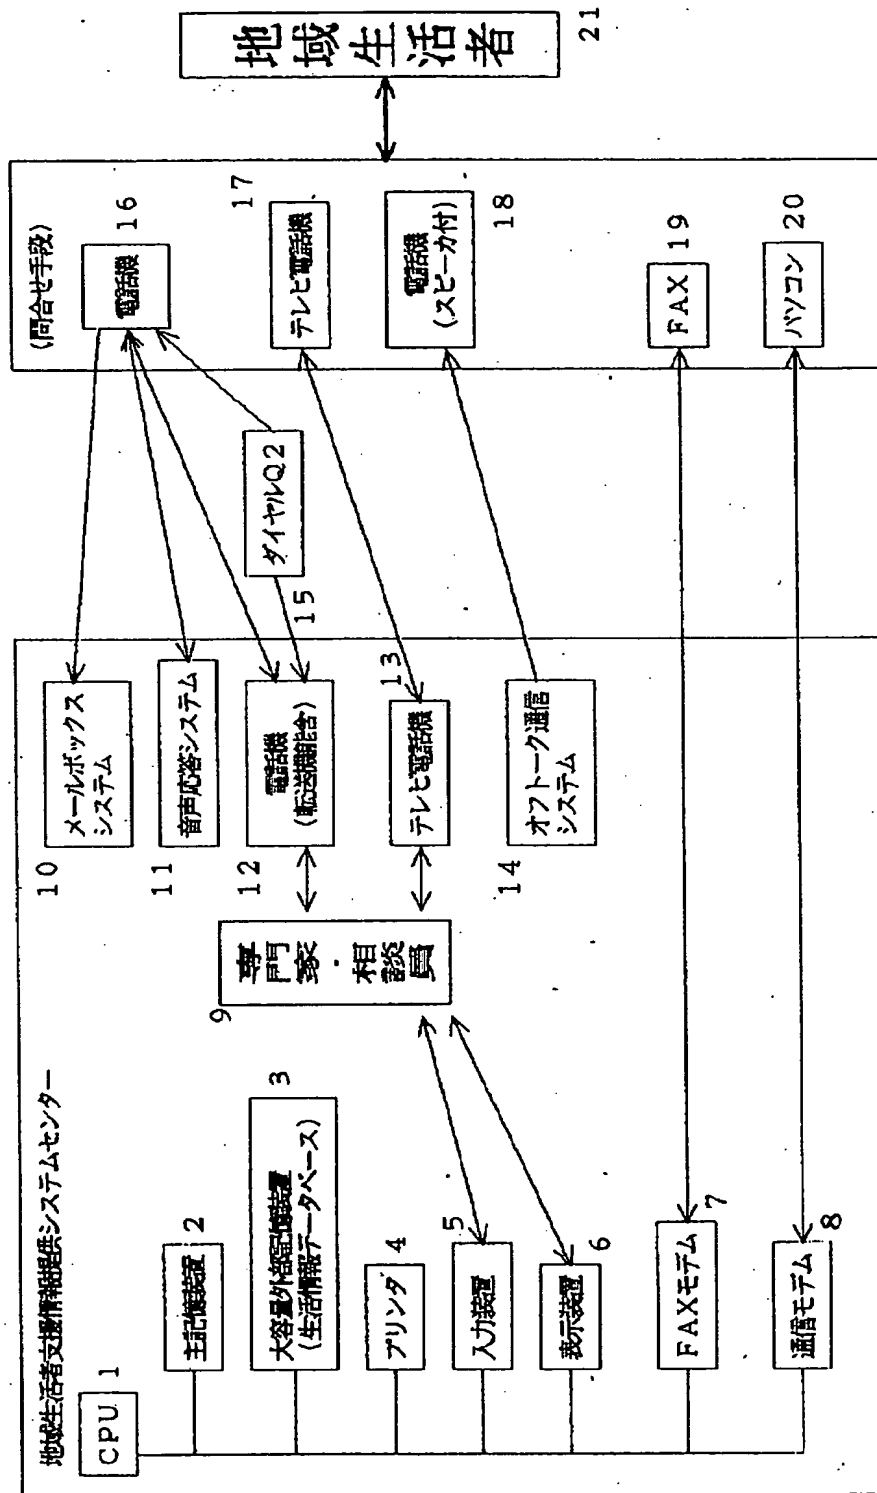 地域生活者支援情報提供システムセンター
CPU
1
主記憶装置
2
大容量外部記憶装置
(生活情報データベース)
3
プリンタ
4
入力装置
5
表示装置
6
FAXモデム
7
通信モデム
8
専門家・相談員
9
メールボックス
システム
10
音声応答システム
11
電話機
(転送機能含)
12
テレビ電話機
13
オフトーク通信
システム
14
ダイヤルQ2
15
(問合せ手段)
電話機
16
テレビ電話機
17
電話機
(スピーカ付)
18
FAX
19
パソコン
20
地域生活者
21